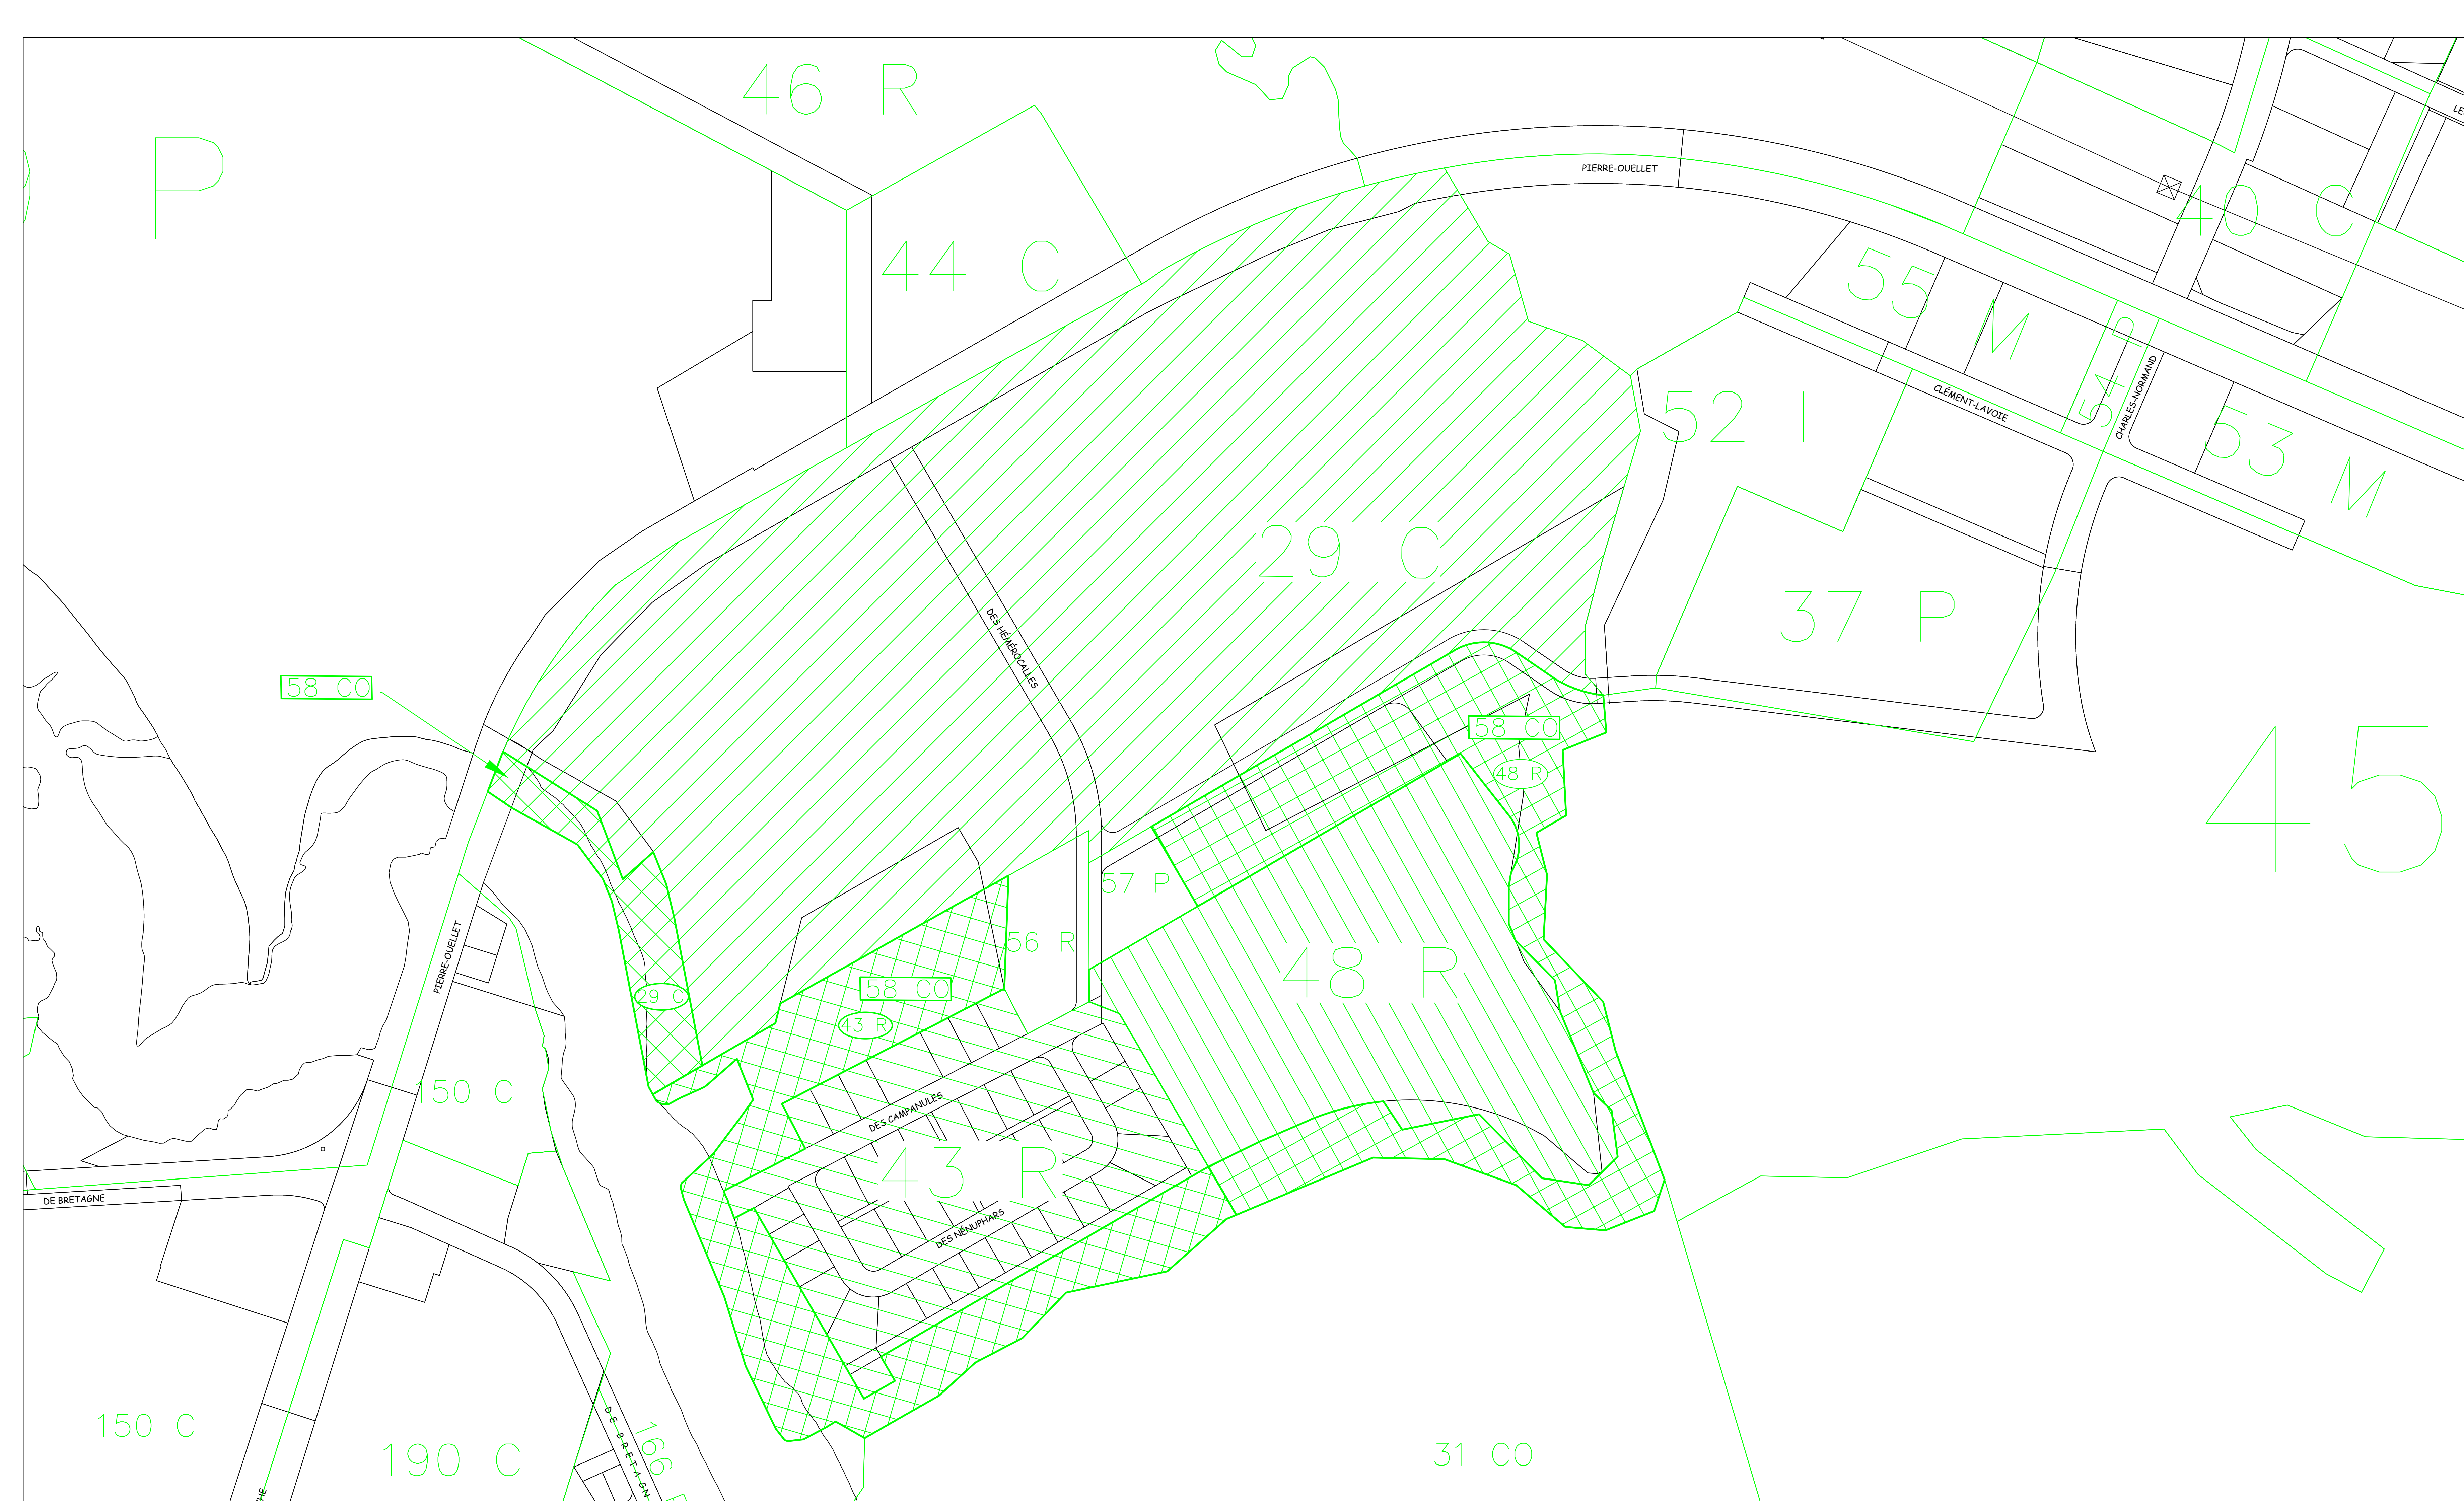 46 R
P
PIERRE-OUELLET
44 C
40 C
55 M
54 P
CHARLES-NORMAND
CLÉMENT-LAVOIE
52 I
53 M
29 C
37 P
DES HÉMÉROCALLES
58 CO
58 CO
48 R
45
57 P
56 R
PIERRE-OUELLET
48 R
58 CO
29 C
43 R
150 C
DES CAMPANULES
43 R
DE BRETAGNE
DES NÉNUPHARS
150 C
190 C
166
31 CO